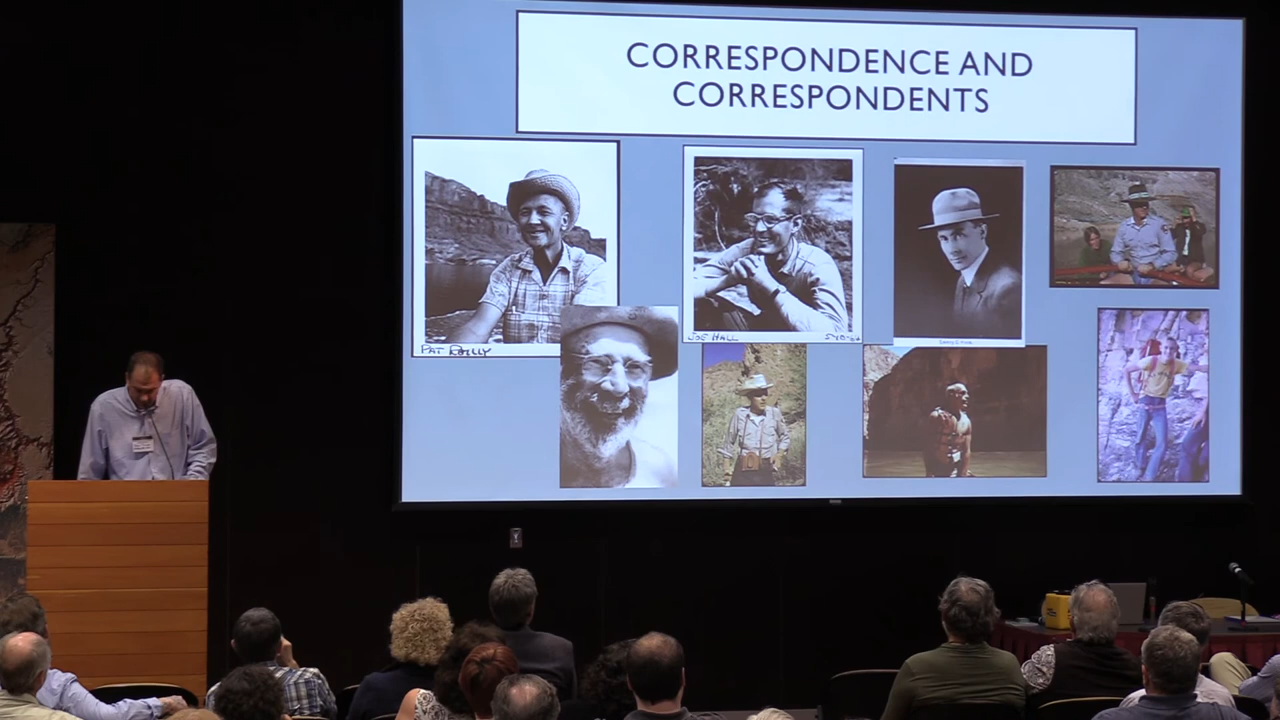 CORRESPONDENCE AND
CORRESPONDENTS
PAT REILLY
JOE HALL